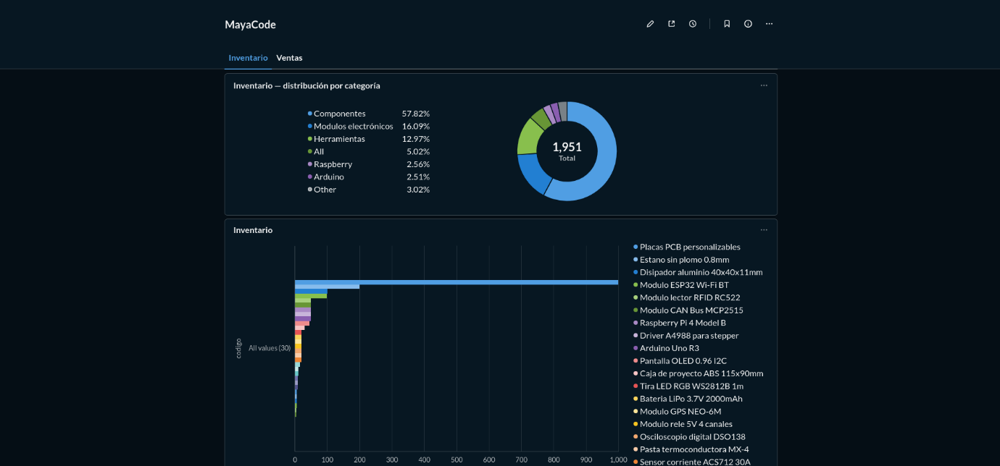 MayaCode
Inventario Ventas
Inventario — distribución por categoría
Componentes 57.82%
Modulos electrónicos 16.09%
Herramientas 12.97%
All 5.02%
Raspberry 2.56%
Arduino 2.51%
Other 3.02%
1,951
Total
Inventario
codigo
All values (30)
0 100 200 300 400 500 600 700 800 900 1,000
Placas PCB personalizables
Estano sin plomo 0.8mm
Disipador aluminio 40x40x11mm
Modulo ESP32 Wi-Fi BT
Modulo lector RFID RC522
Modulo CAN Bus MCP2515
Raspberry Pi 4 Model B
Driver A4988 para stepper
Arduino Uno R3
Pantalla OLED 0.96 I2C
Caja de proyecto ABS 115x90mm
Tira LED RGB WS2812B 1m
Bateria LiPo 3.7V 2000mAh
Modulo GPS NEO-6M
Modulo rele 5V 4 canales
Osciloscopio digital DSO138
Pasta termoconductora MX-4
Sensor corriente ACS712 30A